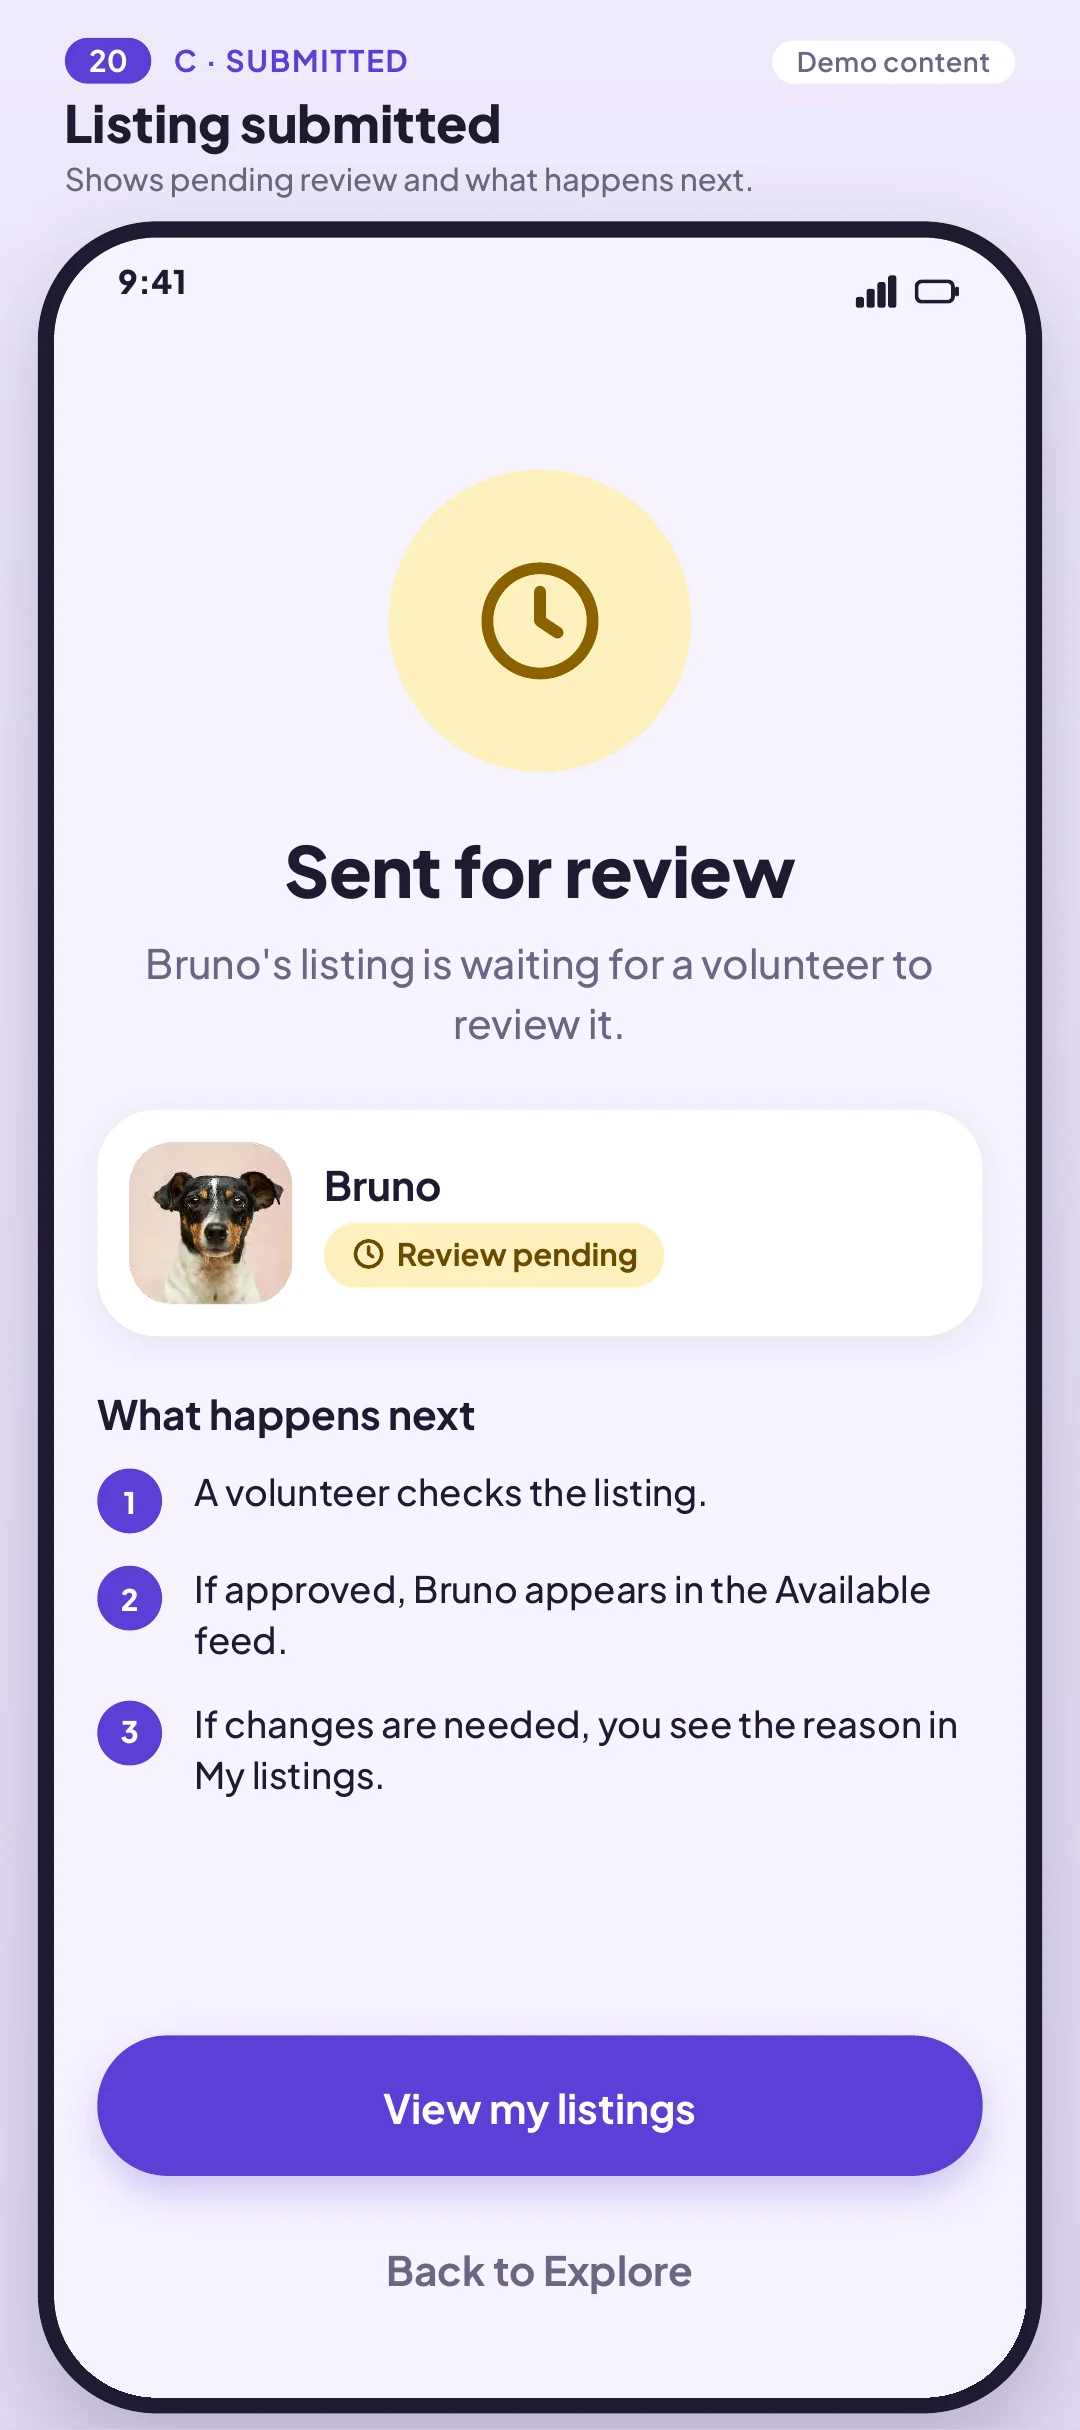 20 C · SUBMITTED
Demo content
Listing submitted
Shows pending review and what happens next.
9:41
Sent for review
Bruno's listing is waiting for a volunteer to
review it.
Bruno
Review pending
What happens next
1 A volunteer checks the listing.
2 If approved, Bruno appears in the Available
feed.
3 If changes are needed, you see the reason in
My listings.
View my listings
Back to Explore